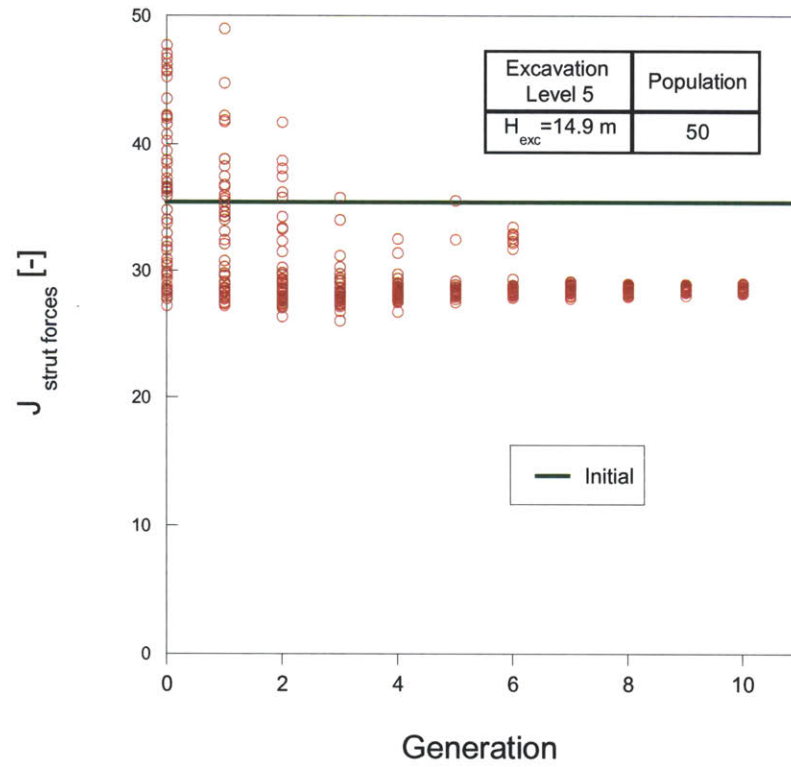 50
40
30
20
10
0
J strut forces [-]
Excavation Level 5
Population
H exc =14.9 m
50
Initial
0
2
4
6
8
10
Generation